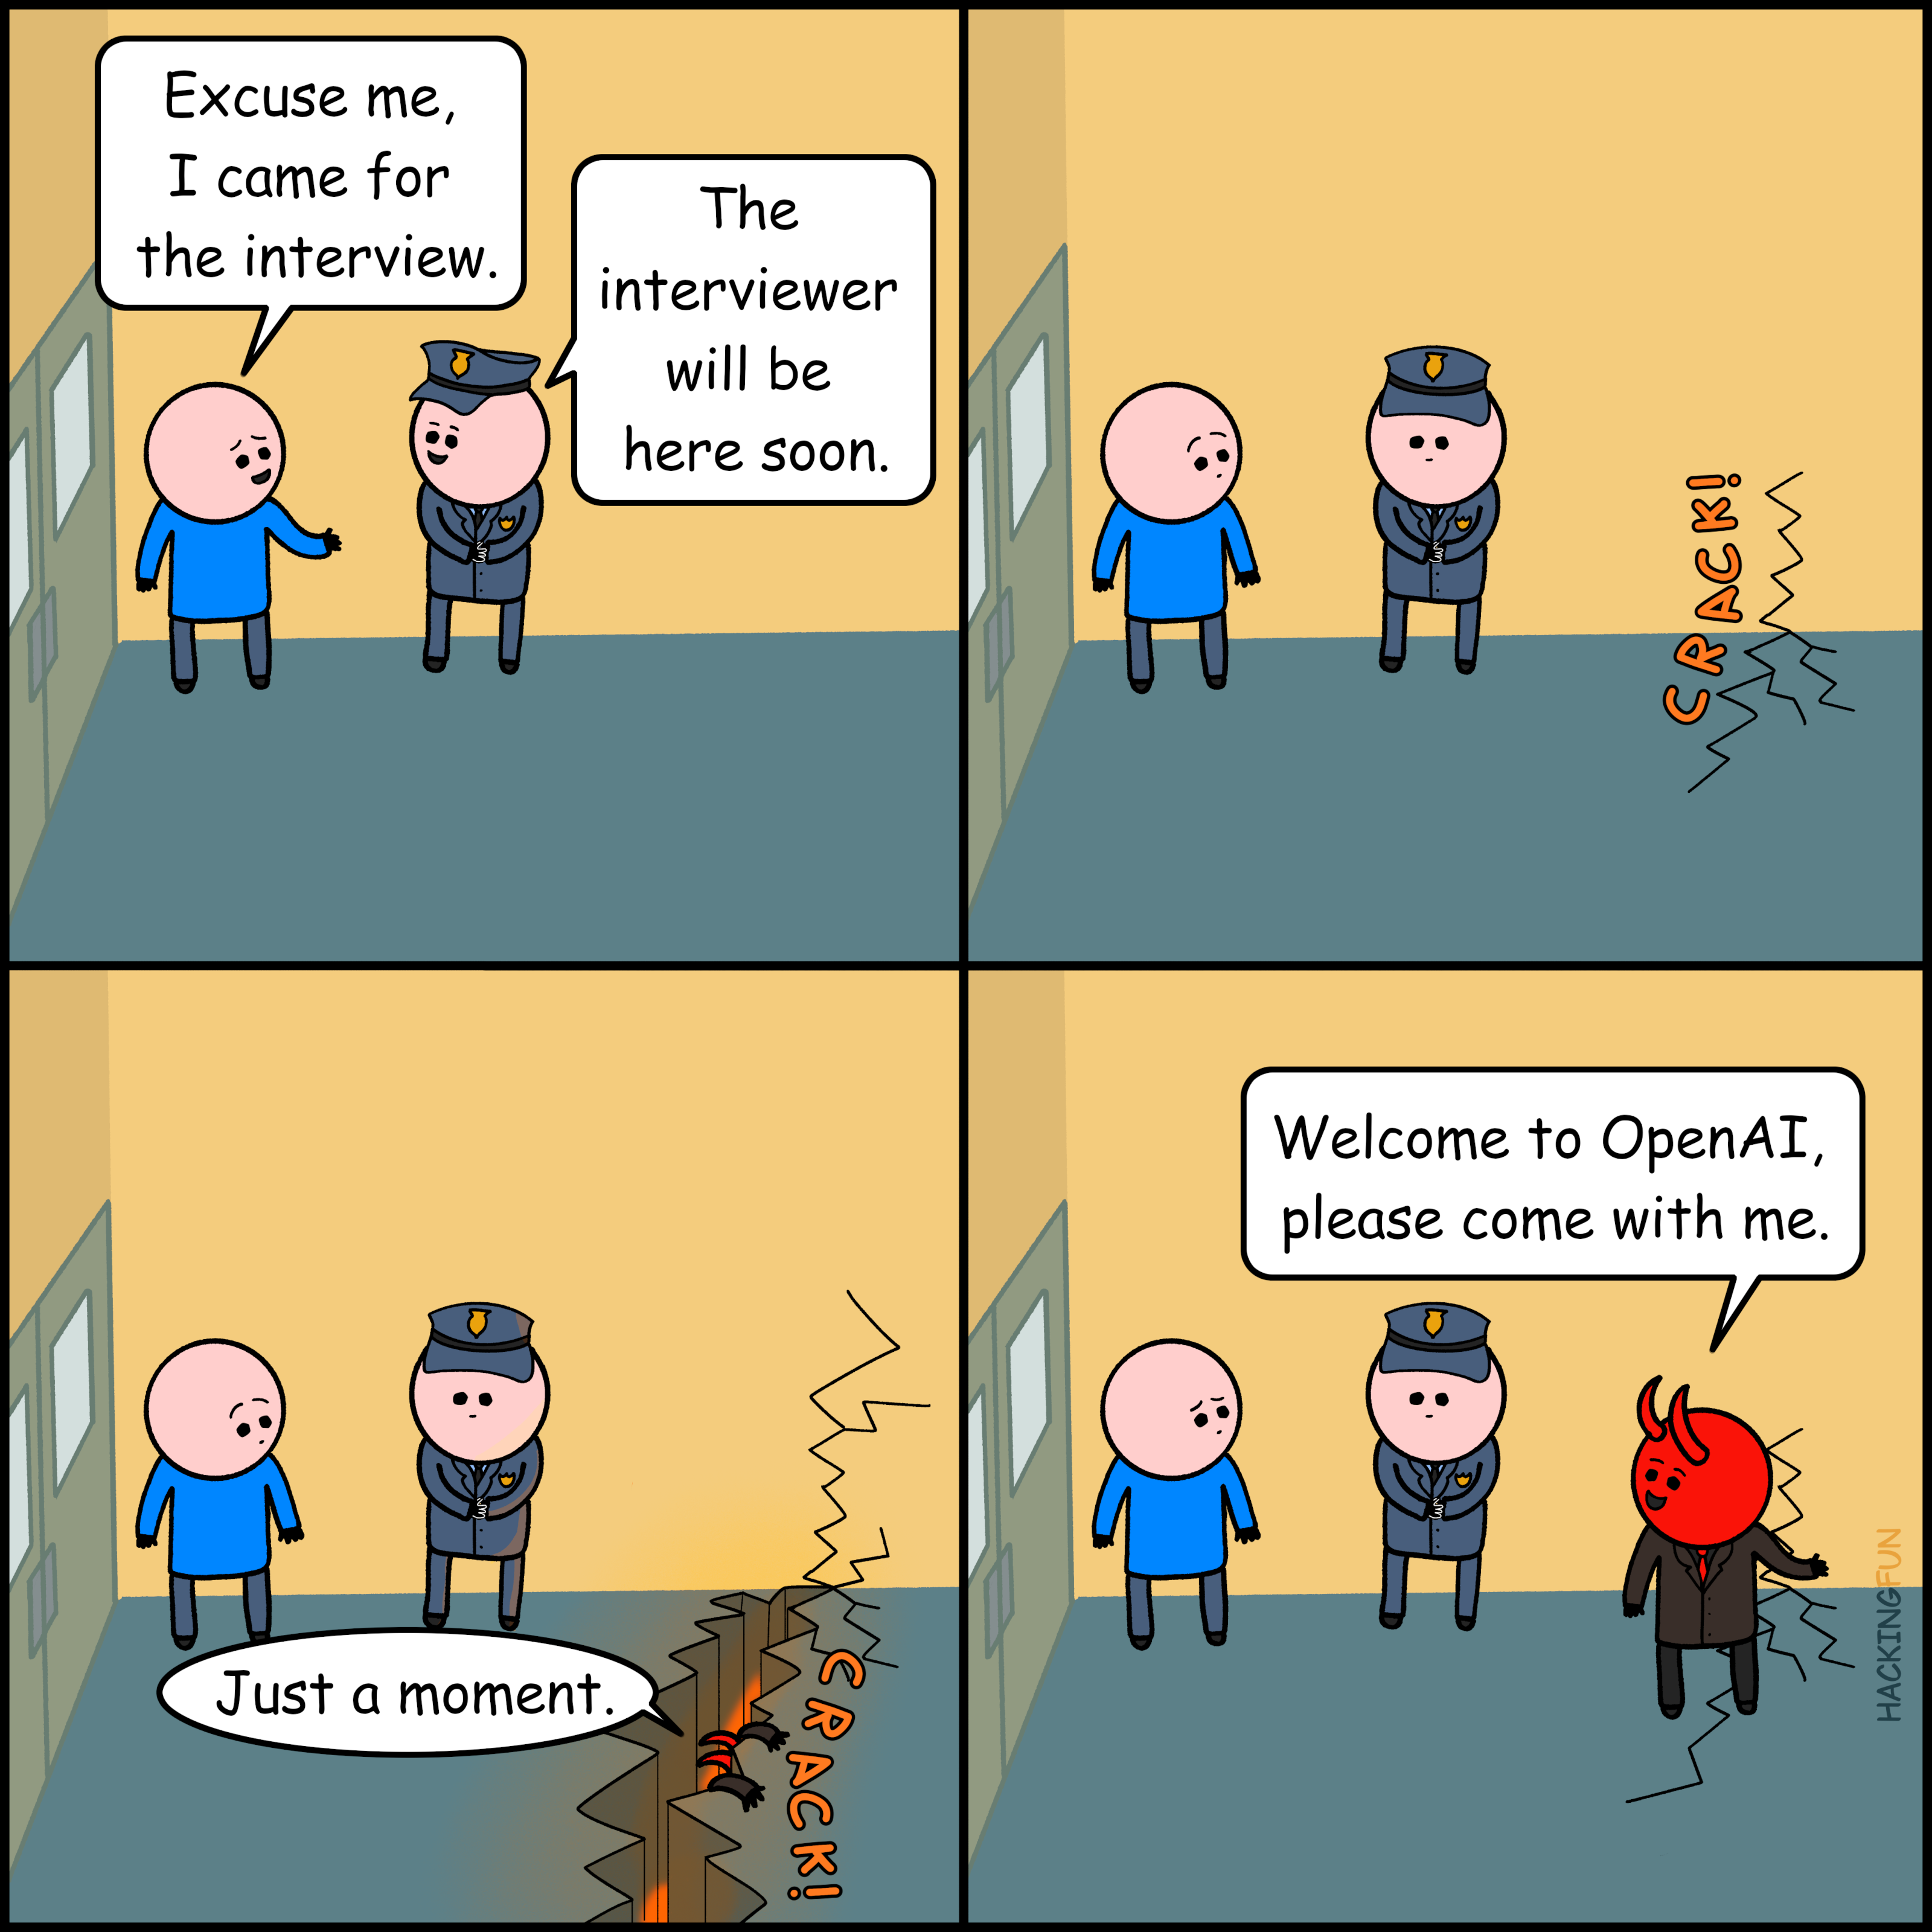 Excuse me,
I came for
the interview.
The
interviewer
will be
here soon.
CRACK!
Just a moment.
CRACK!
Welcome to OpenAI,
please come with me.
HACKINGFUN